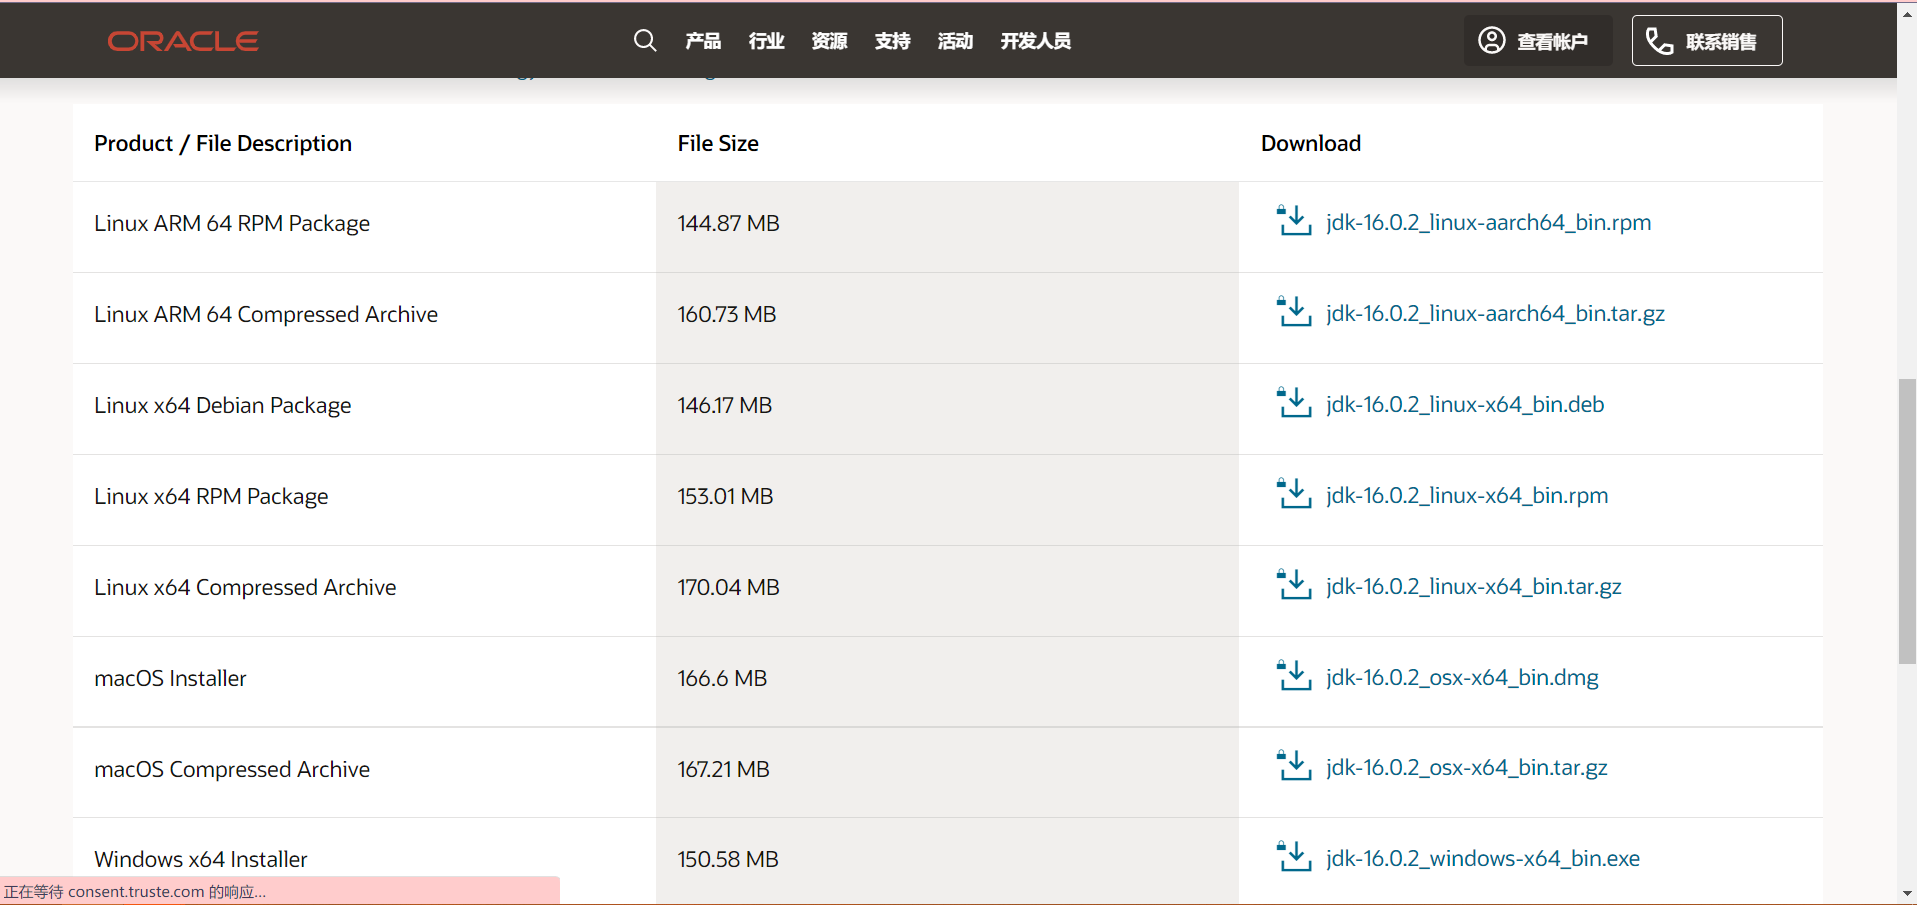 ORACLE 产品 行业 资源 支持 活动 开发人员 查看帐户 联系销售
Product / File Description File Size Download
Linux ARM 64 RPM Package 144.87 MB jdk-16.0.2_linux-aarch64_bin.rpm
Linux ARM 64 Compressed Archive 160.73 MB jdk-16.0.2_linux-aarch64_bin.tar.gz
Linux x64 Debian Package 146.17 MB jdk-16.0.2_linux-x64_bin.deb
Linux x64 RPM Package 153.01 MB jdk-16.0.2_linux-x64_bin.rpm
Linux x64 Compressed Archive 170.04 MB jdk-16.0.2_linux-x64_bin.tar.gz
macOS Installer 166.6 MB jdk-16.0.2_osx-x64_bin.dmg
macOS Compressed Archive 167.21 MB jdk-16.0.2_osx-x64_bin.tar.gz
Windows x64 Installer 150.58 MB jdk-16.0.2_windows-x64_bin.exe
正在等待 consent.truste.com 的响应...